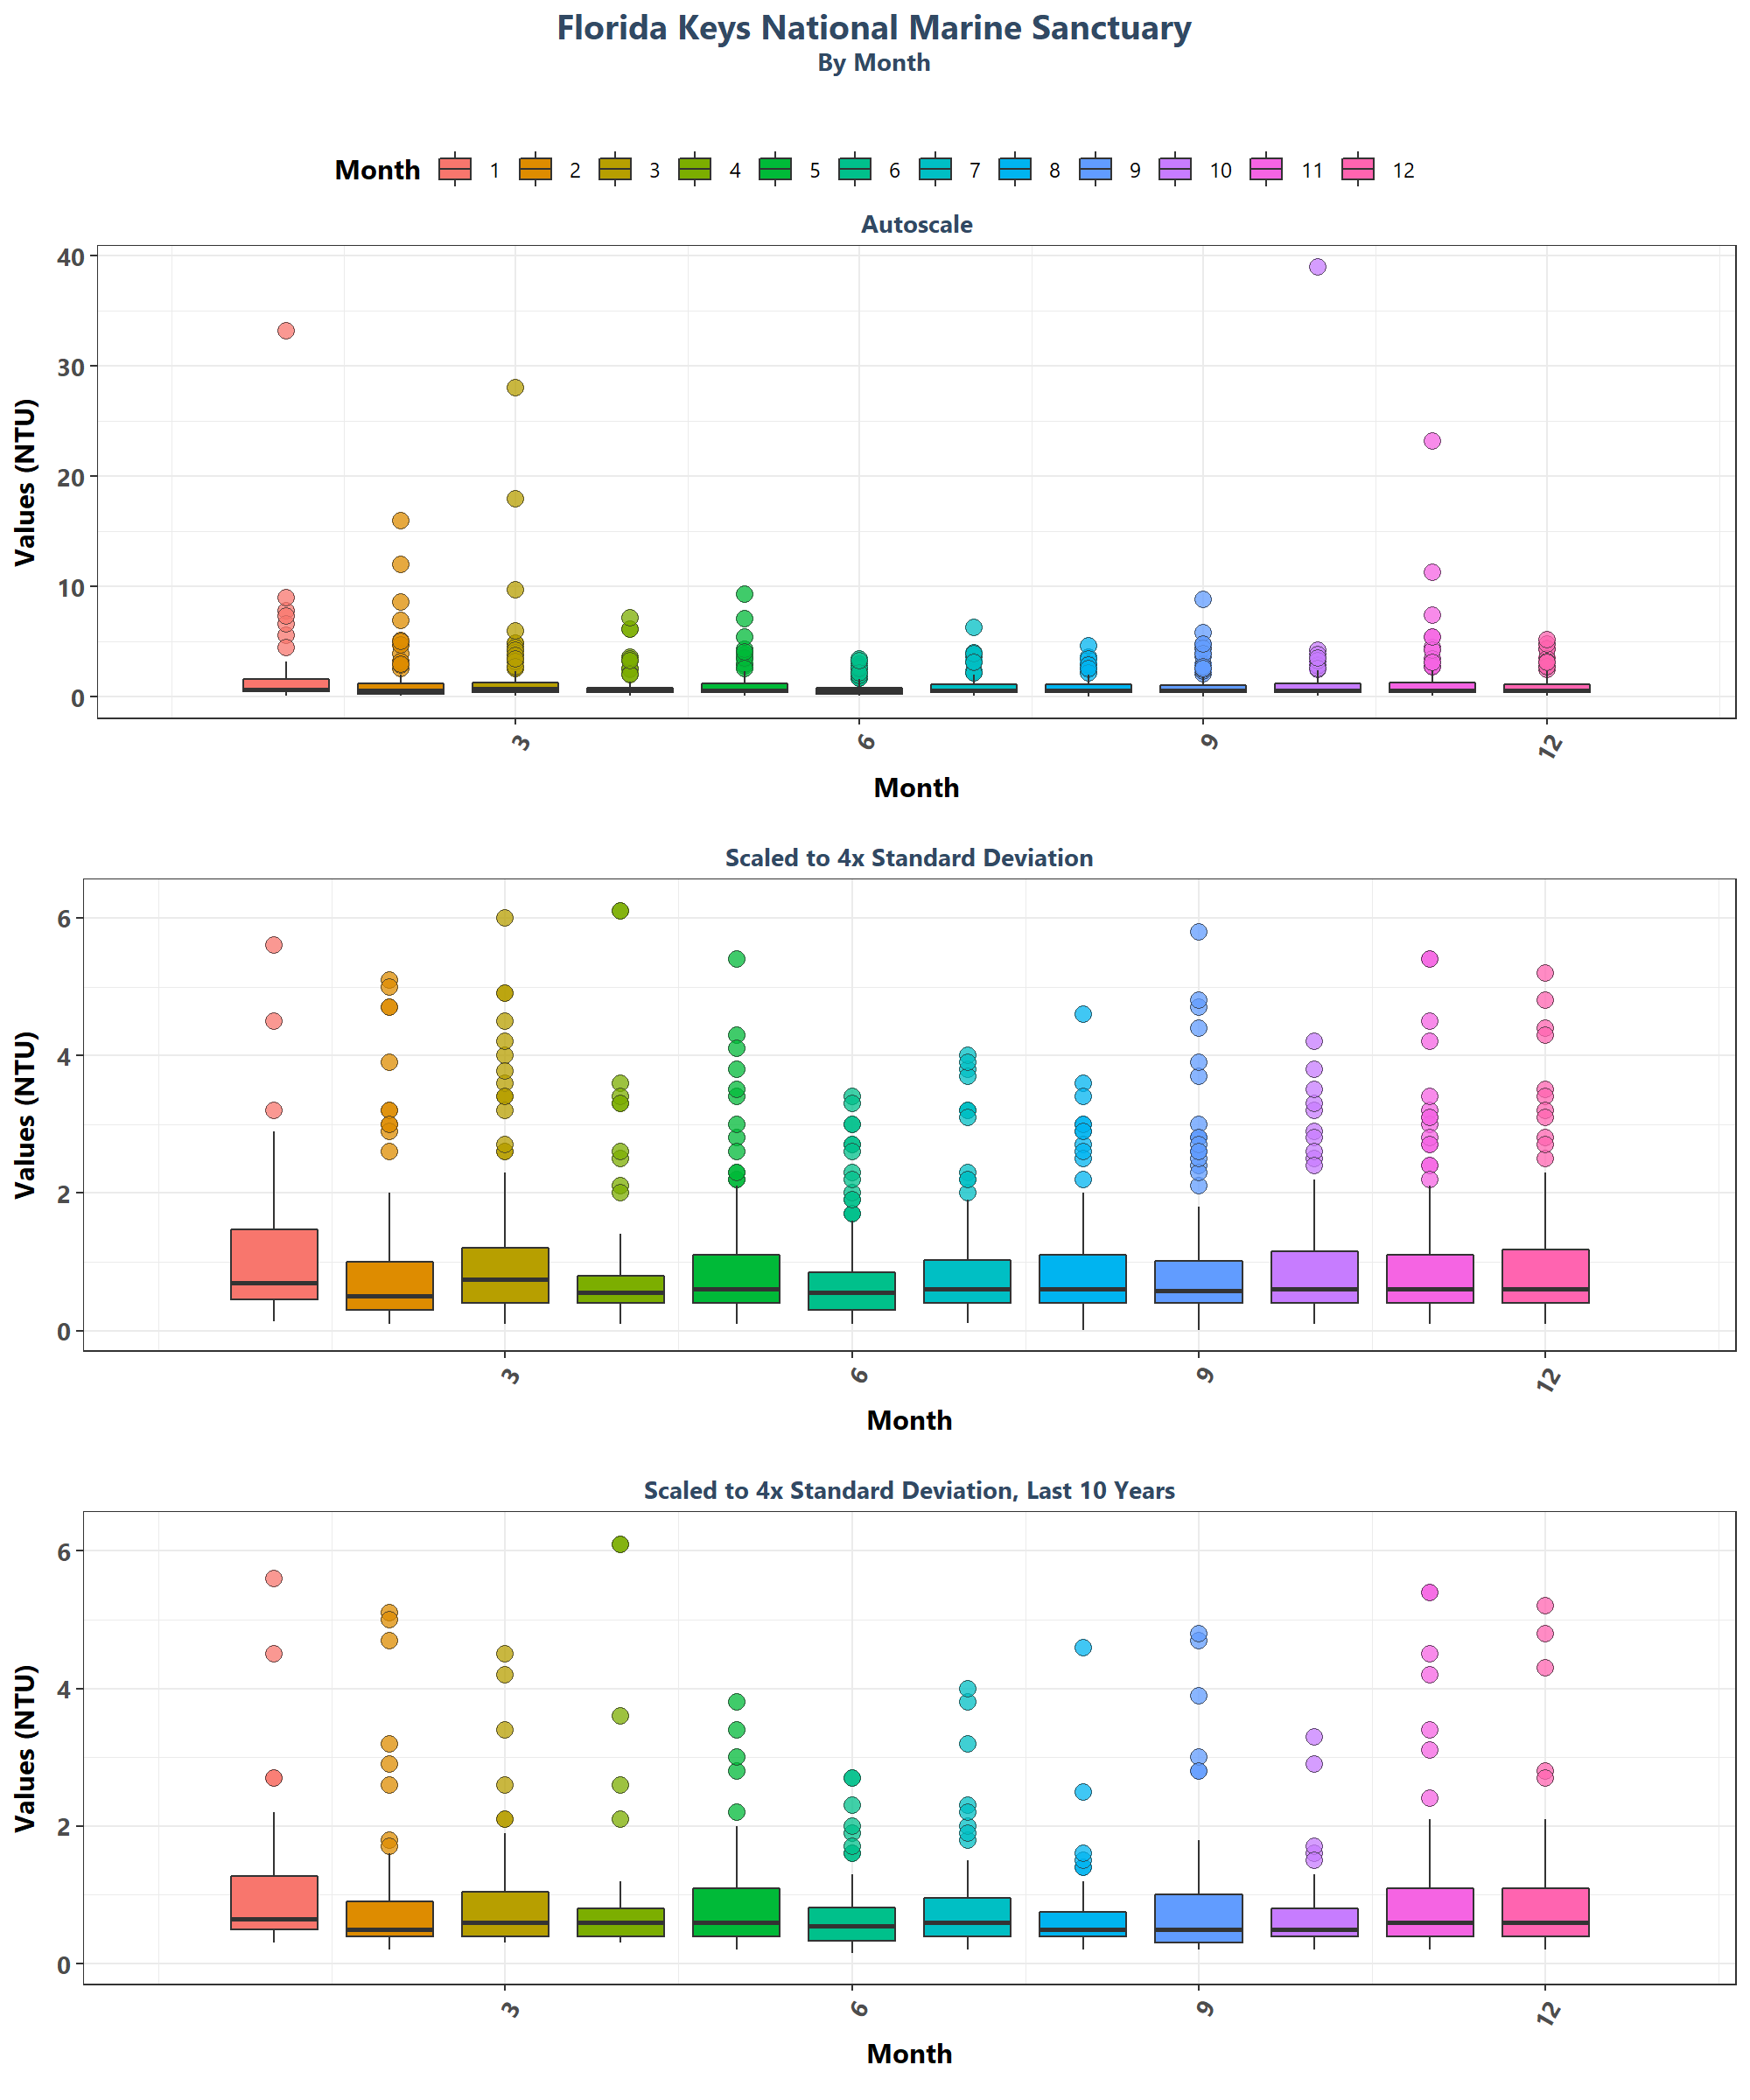 Florida Keys National Marine Sanctuary
By Month
Month 1 2 3 4 5 6 7 8 9 10 11 12
Autoscale
Values (NTU)
40
30
20
10
0
3 6 9 12
Month
Scaled to 4x Standard Deviation
Values (NTU)
6
4
2
0
3 6 9 12
Month
Scaled to 4x Standard Deviation, Last 10 Years
Values (NTU)
6
4
2
0
3 6 9 12
Month